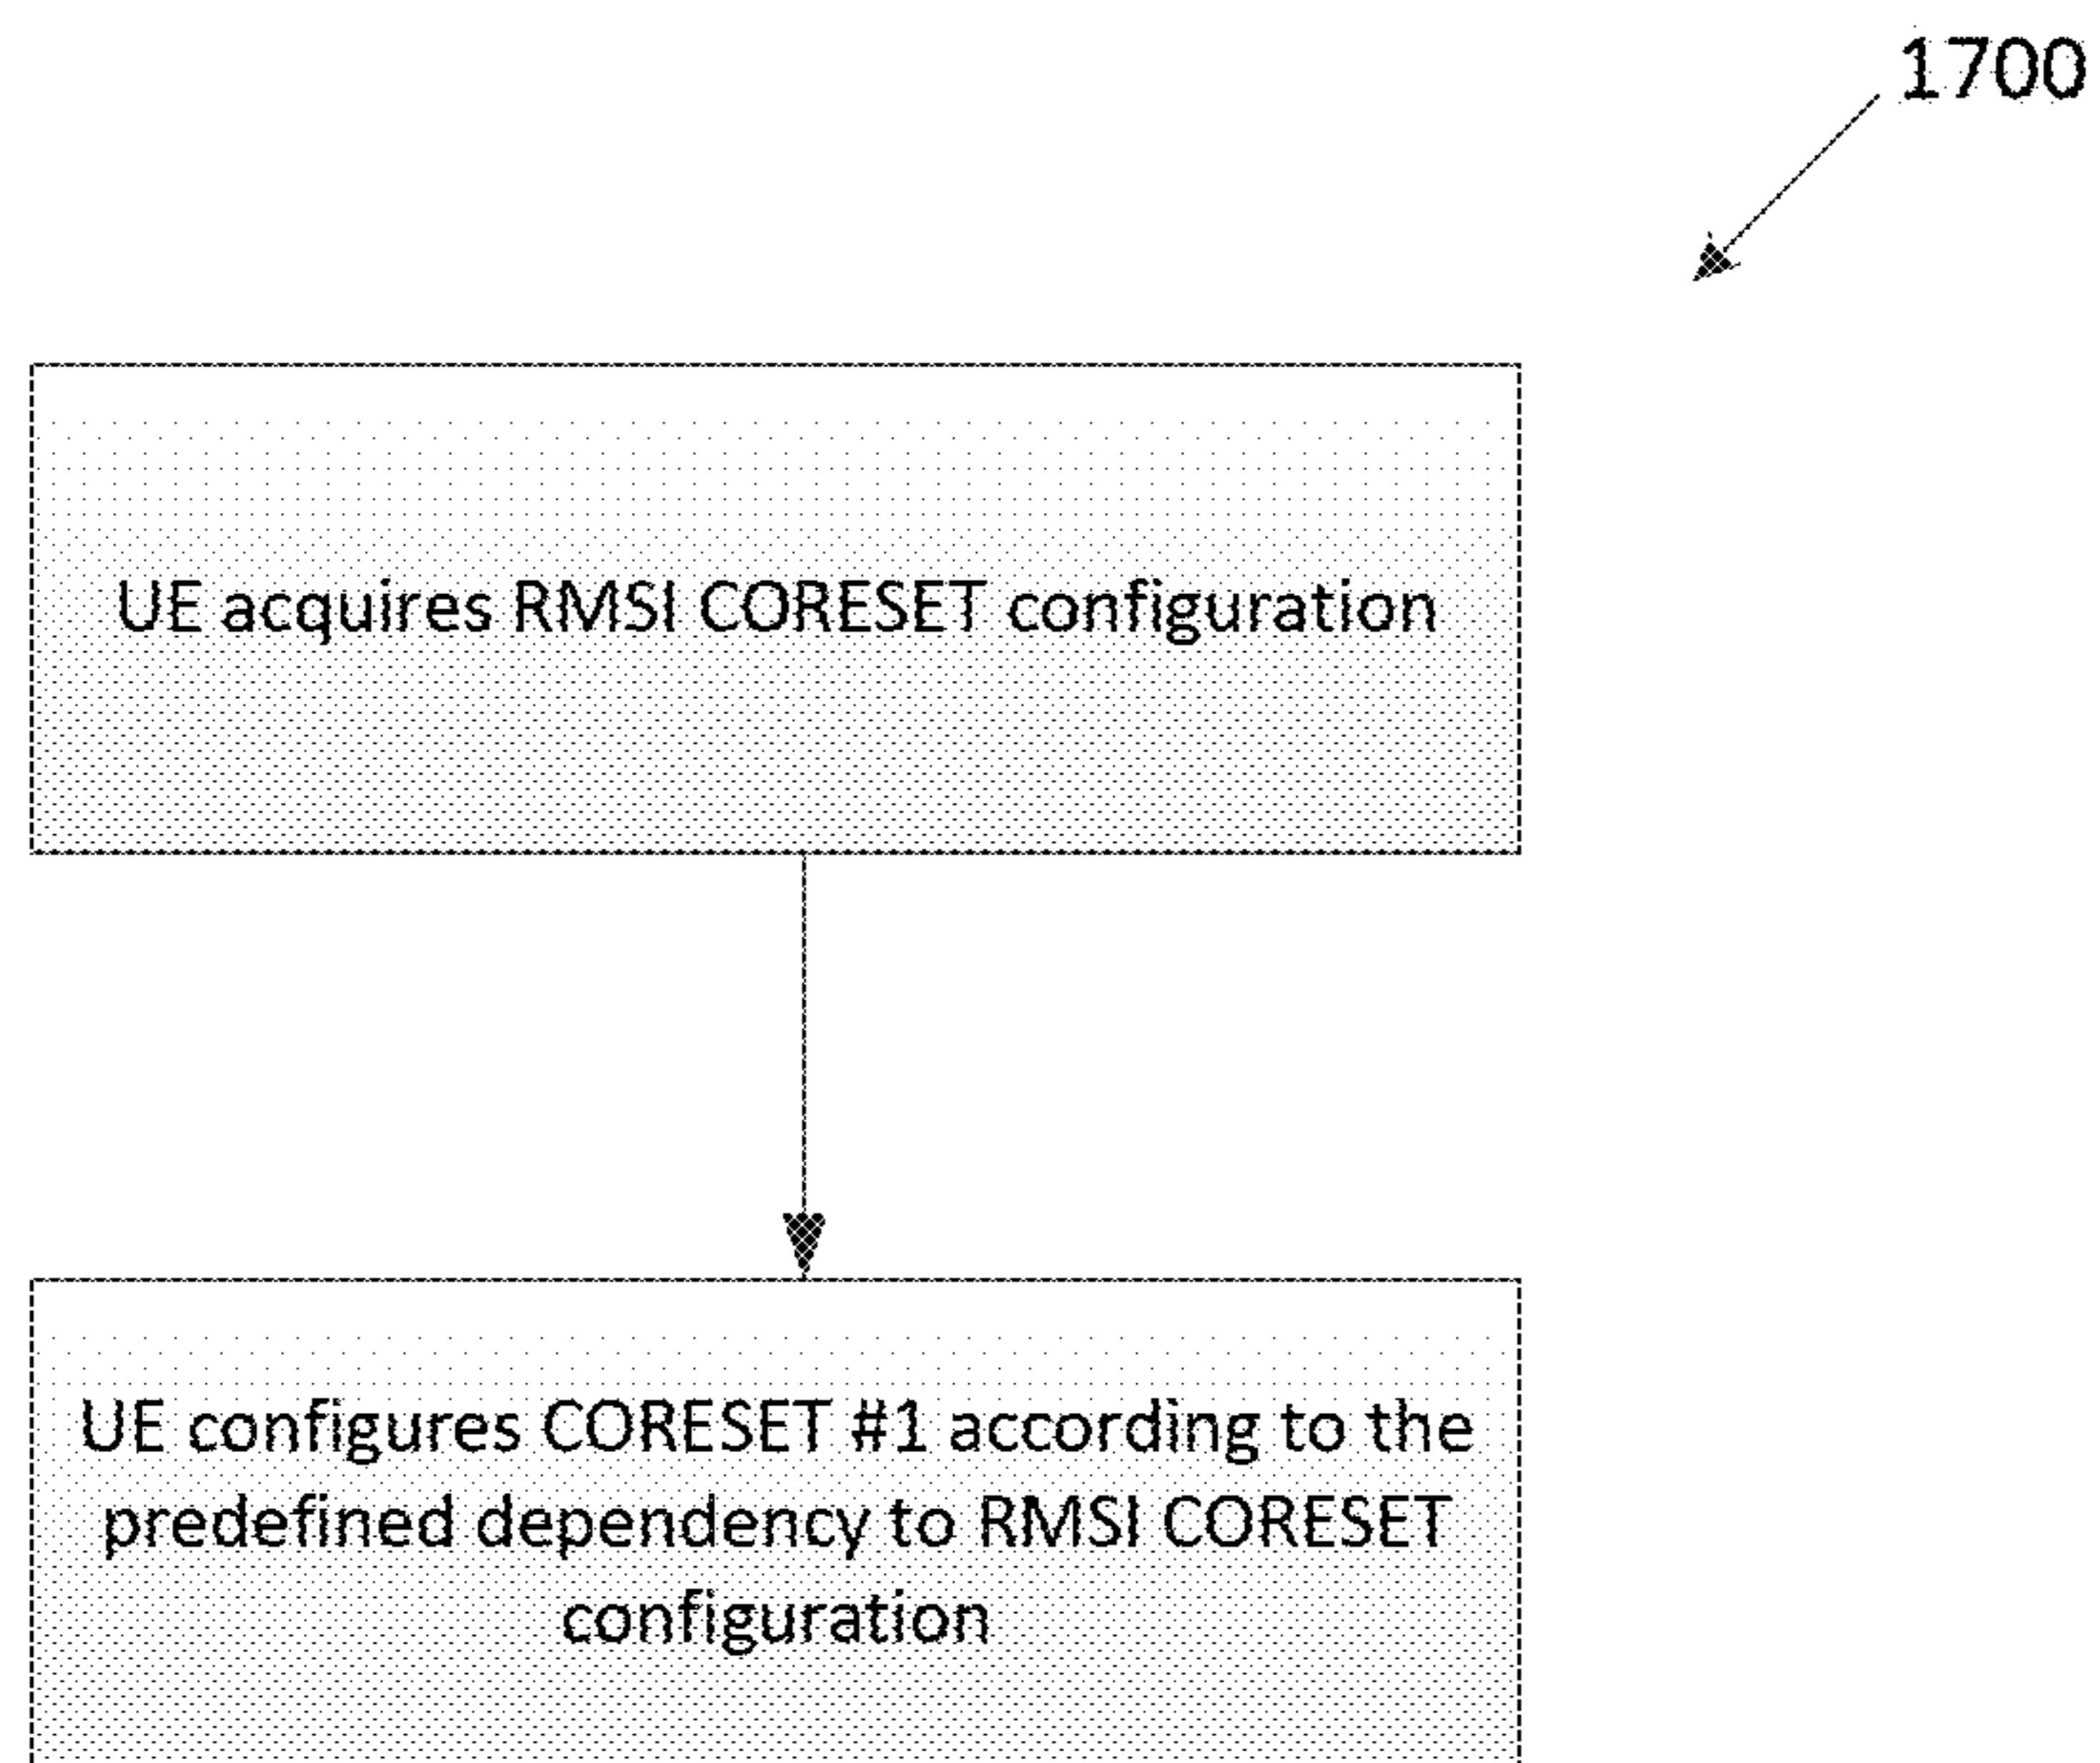 1700
UE acquires RMSI CORESET configuration
UE configures CORESET #1 according to the
predefined dependency to RMSI CORESET
configuration